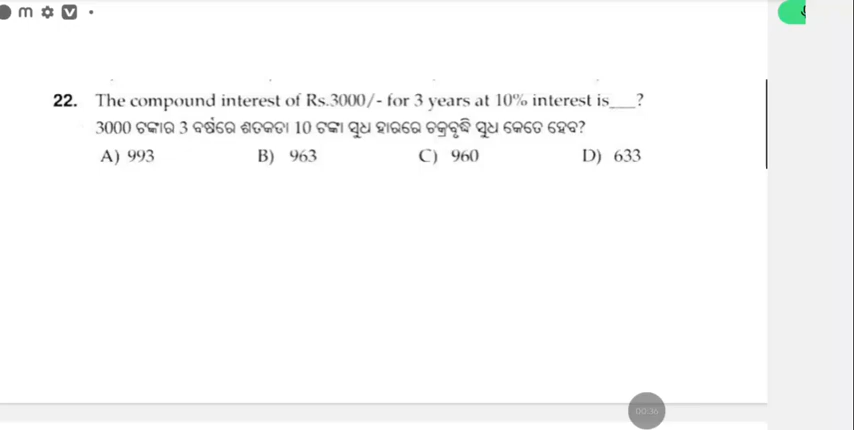 m
22. The compound interest of Rs.3000/- for 3 years at 10% interest is___?
3000 ଟଙ୍କାର 3 ବର୍ଷରେ ଶତକଡା 10 ଟଙ୍କା ସୁଧ ହାରରେ ଚକ୍ରବୃଦ୍ଧି ସୁଧ କେତେ ହେବ?
A) 993 B) 963 C) 960 D) 633
00:36